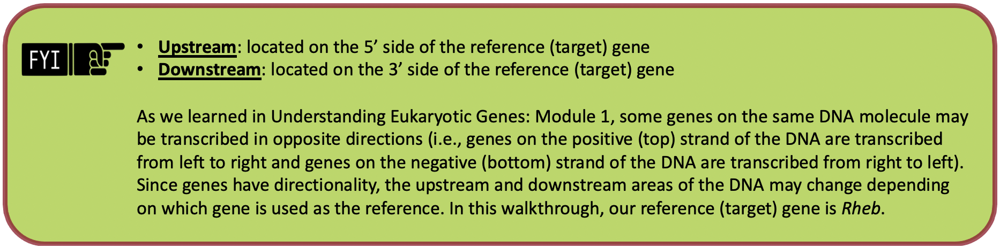 FYI
• Upstream: located on the 5’ side of the reference (target) gene
• Downstream: located on the 3’ side of the reference (target) gene
As we learned in Understanding Eukaryotic Genes: Module 1, some genes on the same DNA molecule may
be transcribed in opposite directions (i.e., genes on the positive (top) strand of the DNA are transcribed
from left to right and genes on the negative (bottom) strand of the DNA are transcribed from right to left).
Since genes have directionality, the upstream and downstream areas of the DNA may change depending
on which gene is used as the reference. In this walkthrough, our reference (target) gene is Rheb.